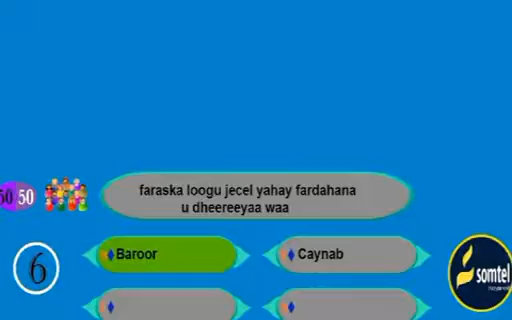 faraska loogu jecel yahay fardahana
u dheereeyaa waa
50 50
6
Baroor
Caynab
somtel